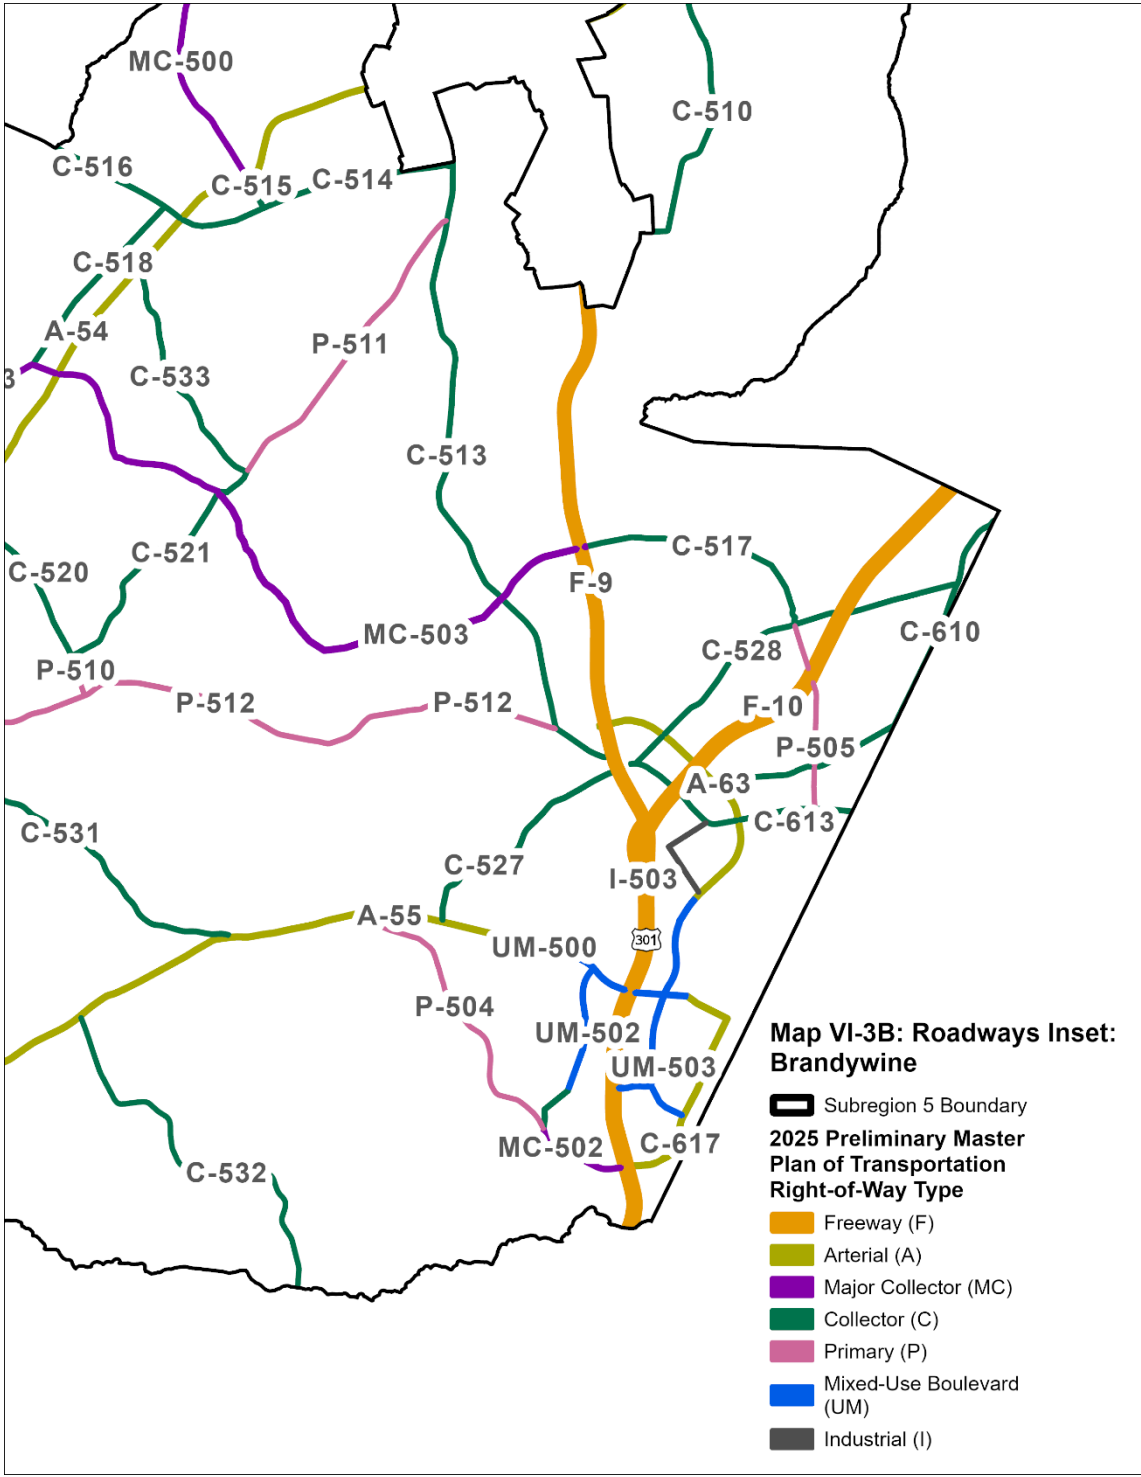 MC-500
C-510
C-516
C-515
C-514
C-518
A-54
P-511
3
C-533
C-513
C-521
C-517
C-520
F-9
MC-503
C-610
C-528
P-510
P-512
P-512
F-10
P-505
A-63
C-613
C-531
C-527
I-503
A-55
301
UM-500
P-504
UM-502
UM-503
MC-502
C-617
C-532
Map VI-3B: Roadways Inset:
Brandywine
Subregion 5 Boundary
2025 Preliminary Master
Plan of Transportation
Right-of-Way Type
Freeway (F)
Arterial (A)
Major Collector (MC)
Collector (C)
Primary (P)
Mixed-Use Boulevard
(UM)
Industrial (I)